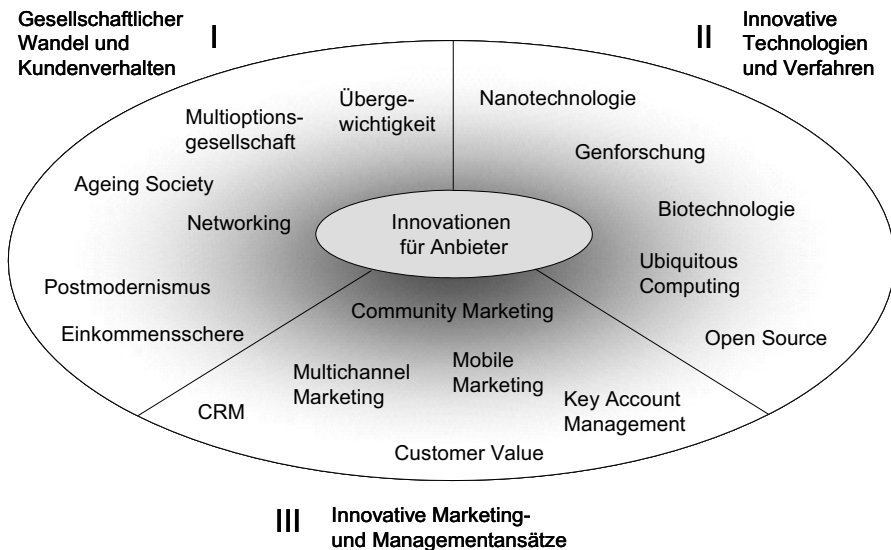 Gesellschaftlicher
Wandel und
Kundenverhalten
I
II
Innovative
Technologien
und Verfahren
Multioptions-
gesellschaft
Überge-
wichtigkeit
Ageing Society
Networking
Postmodernismus
Einkommensschere
Nanotechnologie
Genforschung
Biotechnologie
Ubiquitous
Computing
Open Source
Innovationen
für Anbieter
Community Marketing
Multichannel
Marketing
Mobile
Marketing
CRM
Key Account
Management
Customer Value
III
Innovative Marketing-
und Managementansätze